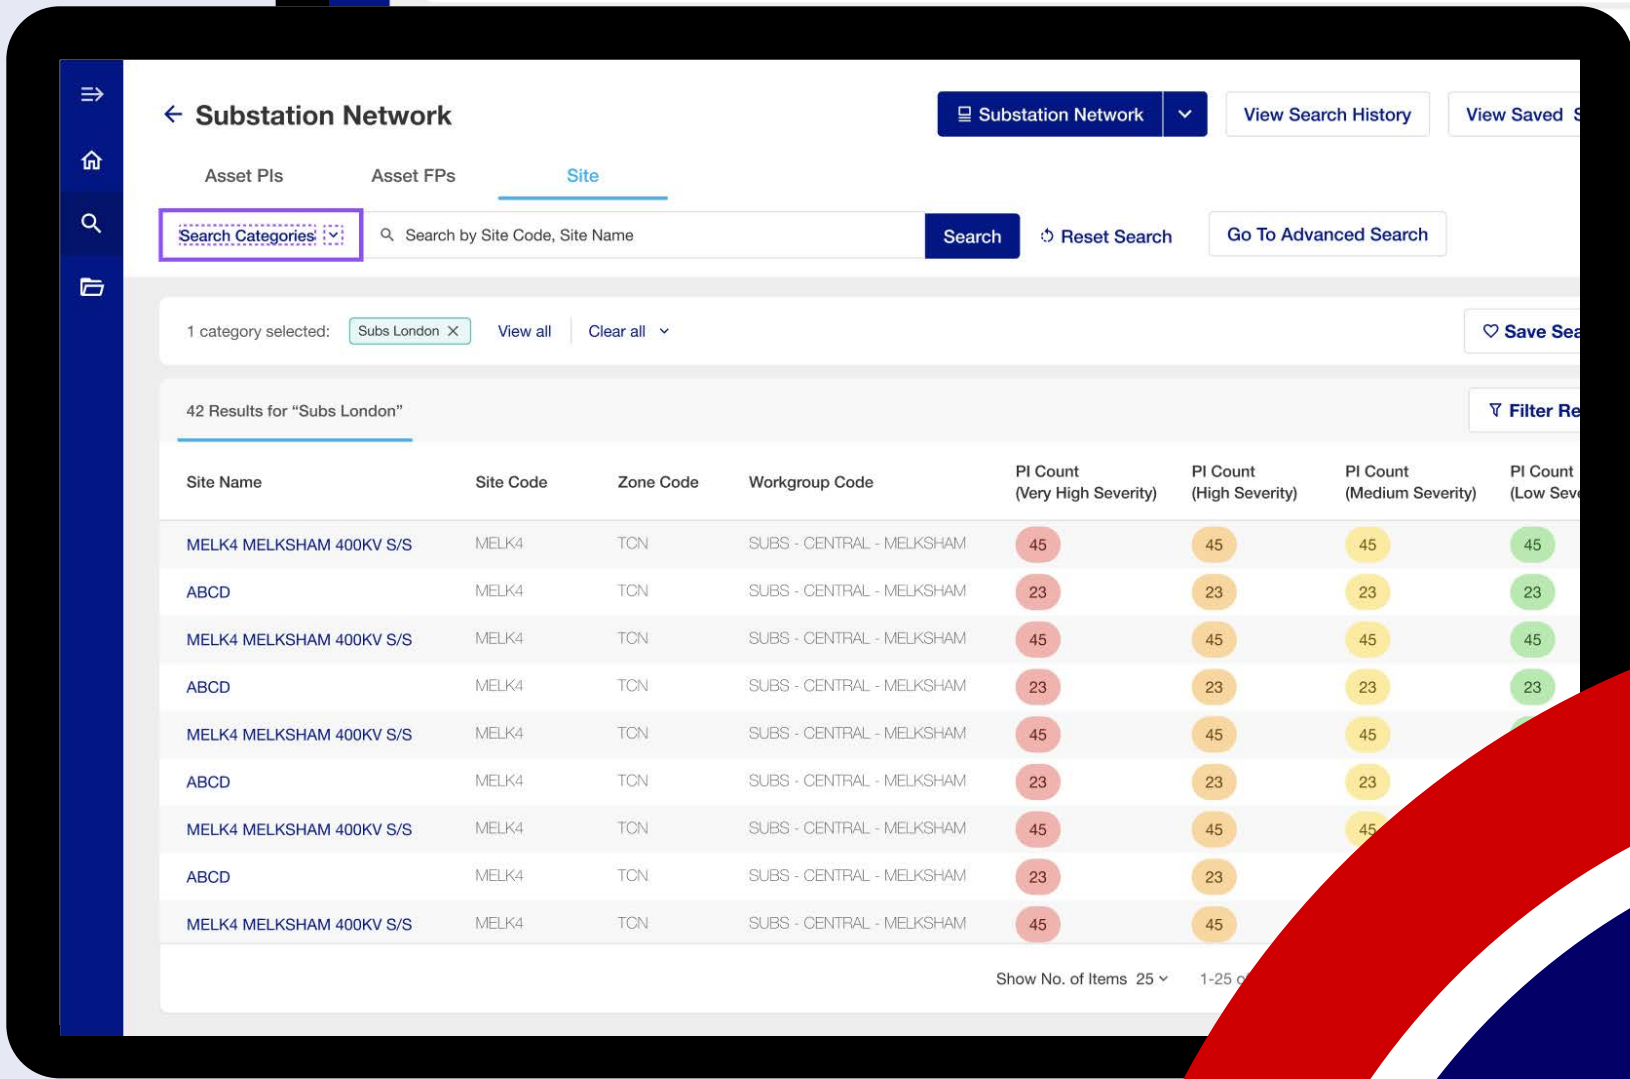 Substation Network
Substation Network
View Search History
View Saved
Asset PIs
Asset FPs
Site
Search Categories
Search by Site Code, Site Name
Search
Reset Search
Go To Advanced Search
1 category selected:
Subs London
View all
Clear all
Save
42 Results for “Subs London”
Filter
Site Name
Site Code
Zone Code
Workgroup Code
PI Count
(Very High Severity)
PI Count
(High Severity)
PI Count
(Medium Severity)
PI Count
(Low
MELK4 MELKSHAM 400KV S/S MELK4 TCN SUBS - CENTRAL - MELKSHAM 45 45 45 45
ABCD MELK4 TCN SUBS - CENTRAL - MELKSHAM 23 23 23 23
MELK4 MELKSHAM 400KV S/S MELK4 TCN SUBS - CENTRAL - MELKSHAM 45 45 45 45
ABCD MELK4 TCN SUBS - CENTRAL - MELKSHAM 23 23 23 23
MELK4 MELKSHAM 400KV S/S MELK4 TCN SUBS - CENTRAL - MELKSHAM 45 45 45
ABCD MELK4 TCN SUBS - CENTRAL - MELKSHAM 23 23 23
MELK4 MELKSHAM 400KV S/S MELK4 TCN SUBS - CENTRAL - MELKSHAM 45 45 45
ABCD MELK4 TCN SUBS - CENTRAL - MELKSHAM 23 23
MELK4 MELKSHAM 400KV S/S MELK4 TCN SUBS - CENTRAL - MELKSHAM 45 45
Show No. of Items 25
1-25